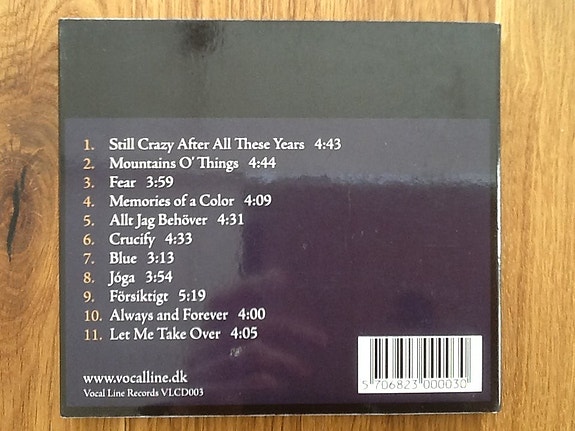 1. Still Crazy After All These Years 4:43
2. Mountains O' Things 4:44
3. Fear 3:59
4. Memories of a Color 4:09
5. Allt Jag Behöver 4:31
6. Crucify 4:33
7. Blue 3:13
8. Jóga 3:54
9. Försiktigt 5:19
10. Always and Forever 4:00
11. Let Me Take Over 4:05
www.vocalline.dk
Vocal Line Records VLCD003
5 706823 000030